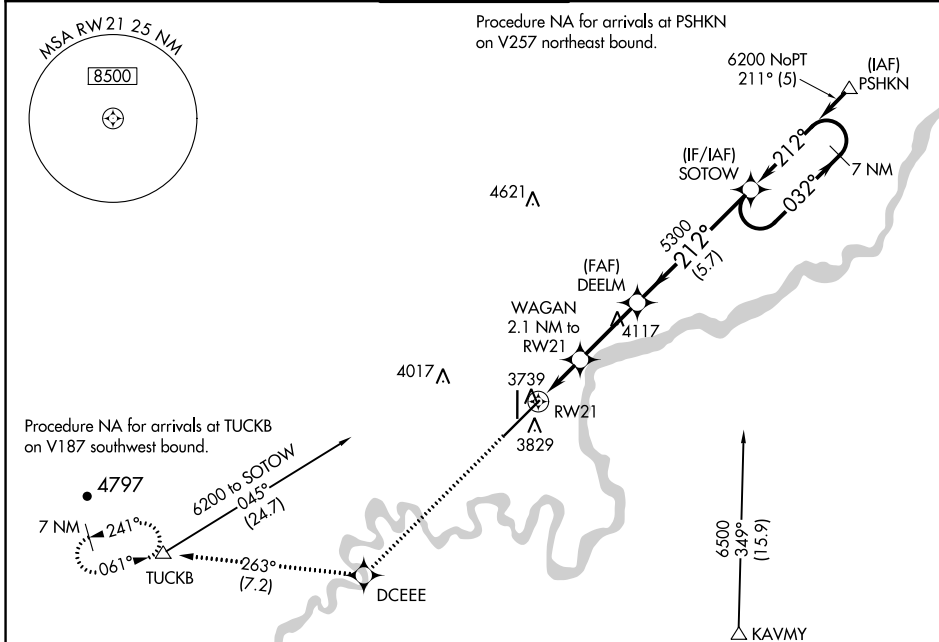 Procedure NA for arrivals at PSHKN
on V257 northeast bound.
MSA RW 21 25 NM
8500
6200 NoPT
211° (5)
(IAF)
PSHKN
212°
7 NM
032°
(IF/IAF)
SOTOW
4621
5300
212°
(5.7)
(FAF)
DEELM
WAGAN
2.1 NM to
RW21
4117
4017
3739
RW21
3829
Procedure NA for arrivals at TUCKB
on V187 southwest bound.
4797
6200 to SOTOW
045°
(24.7)
7 NM
241°
061°
TUCKB
263°
(7.2)
DCEEE
6500
349°
(15.9)
KAVMY